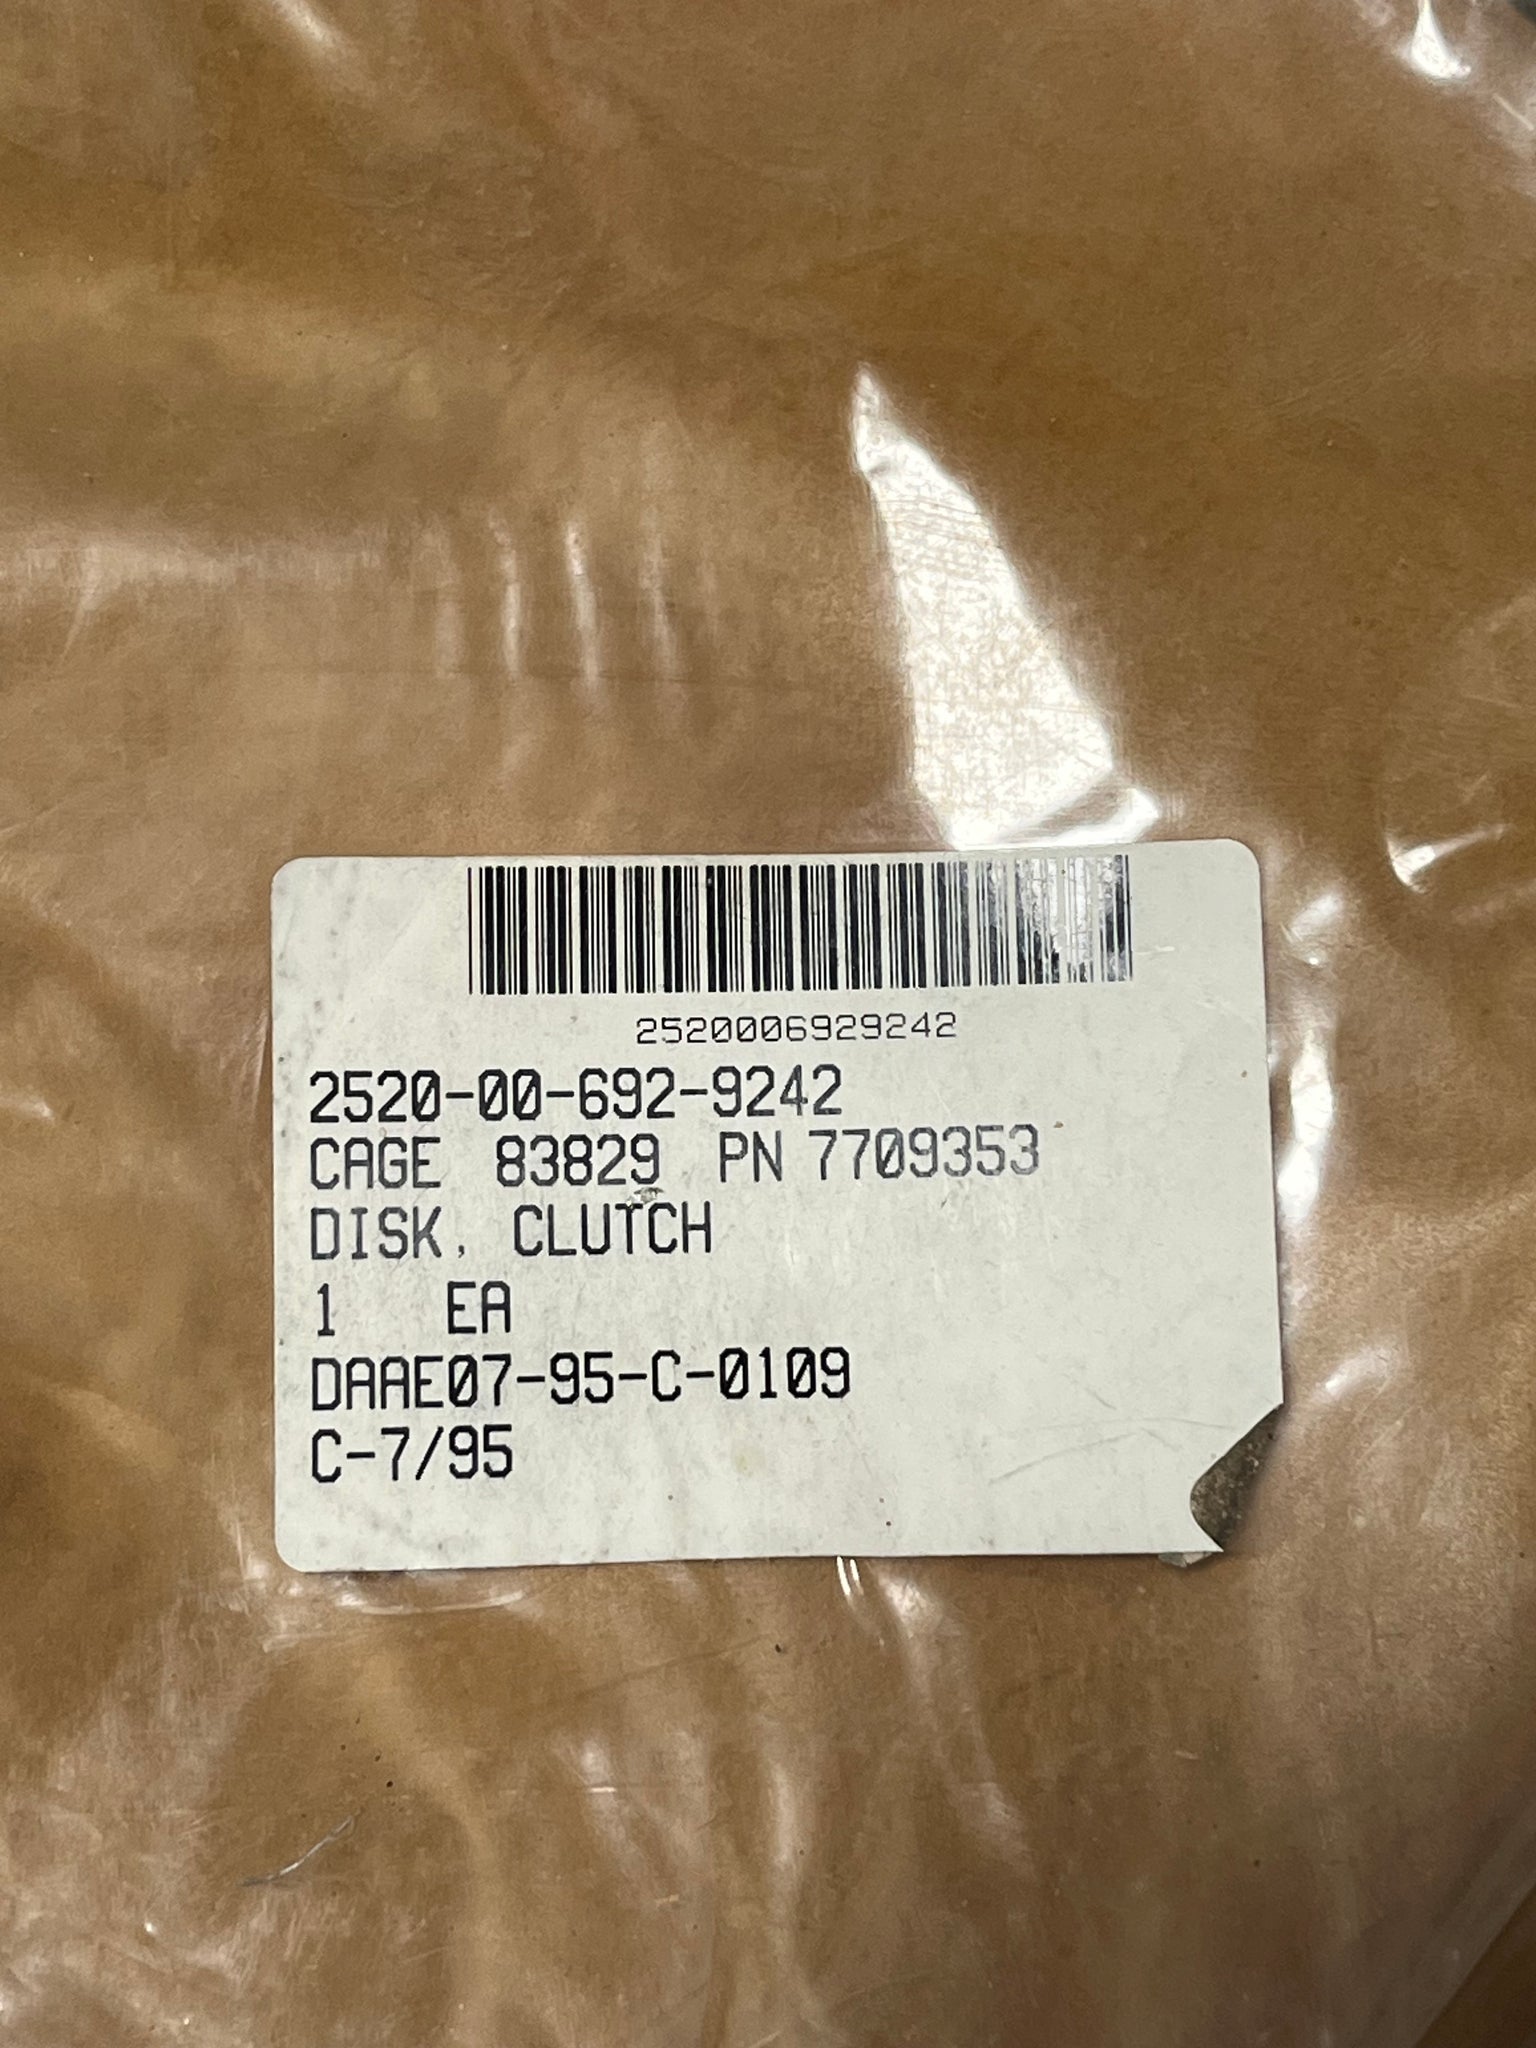 2520006929242
2520-00-692-9242
CAGE 83829 PN 7709353
DISK, CLUTCH
1 EA
DAAE07-95-C-0109
C-7/95